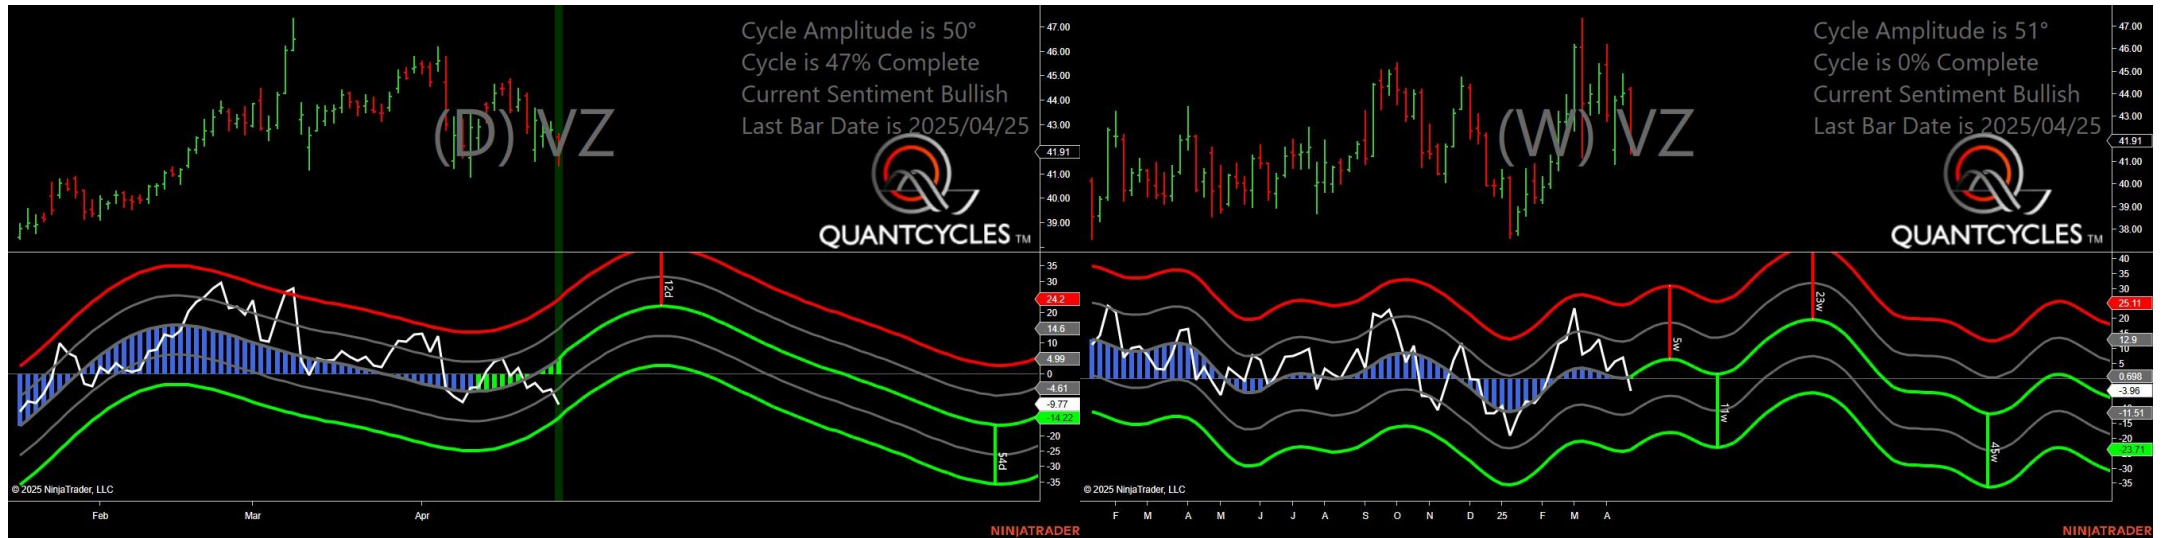 Cycle Amplitude is 50°
Cycle is 47% Complete
Current Sentiment Bullish
Last Bar Date is 2025/04/25
(D) VZ
QUANTCYCLES TM
47.00
46.00
45.00
44.00
43.00
41.91
41.00
40.00
39.00
35
30
24.2
20
14.6
10
4.99
0
-4.61
-9.77
-14.22
-20
-25
-30
-35
12d
54d
© 2025 NinjaTrader, LLC
Feb Mar Apr
NINJATRADER
Cycle Amplitude is 51°
Cycle is 0% Complete
Current Sentiment Bullish
Last Bar Date is 2025/04/25
(W) VZ
QUANTCYCLES TM
47.00
46.00
45.00
44.00
43.00
41.91
41.00
40.00
39.00
38.00
40
35
30
25.11
20
12.9
10
5
0.698
-3.96
-11.51
-15
-20
-23.71
-30
-35
5w
11w
23w
45w
© 2025 NinjaTrader, LLC
F M A M J J A S O N D 25 F M A
NINJATRADER